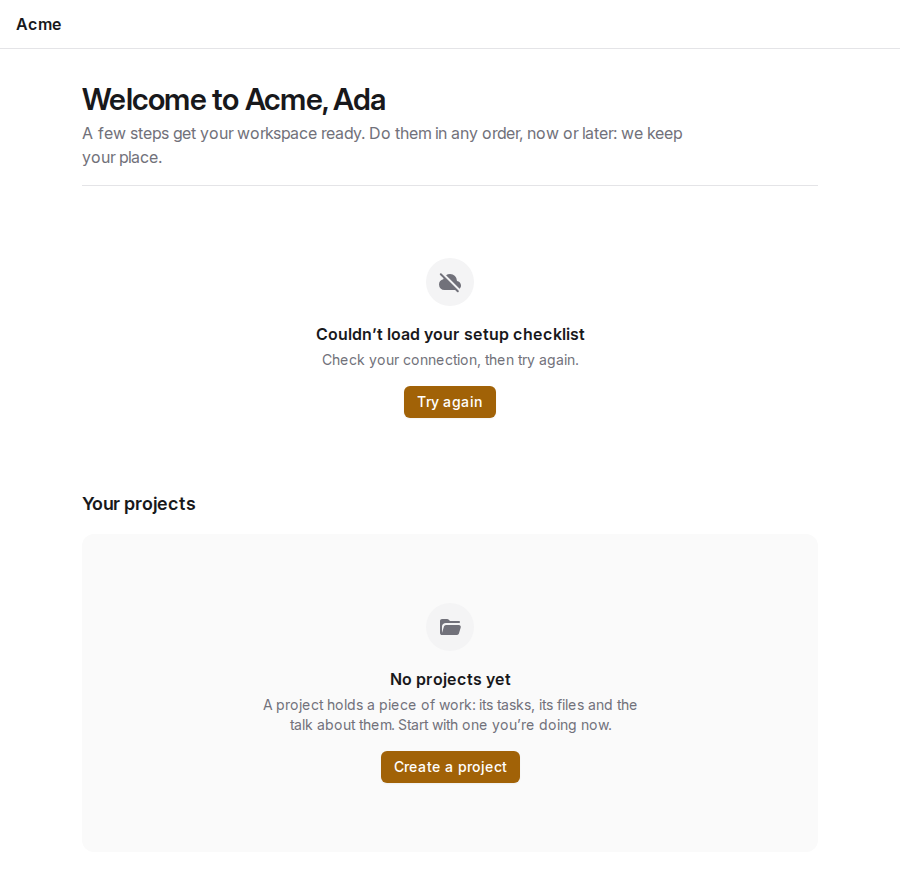 Acme
Welcome to Acme, Ada
A few steps get your workspace ready. Do them in any order, now or later: we keep
your place.
Couldn’t load your setup checklist
Check your connection, then try again.
Try again
Your projects
No projects yet
A project holds a piece of work: its tasks, its files and the
talk about them. Start with one you’re doing now.
Create a project